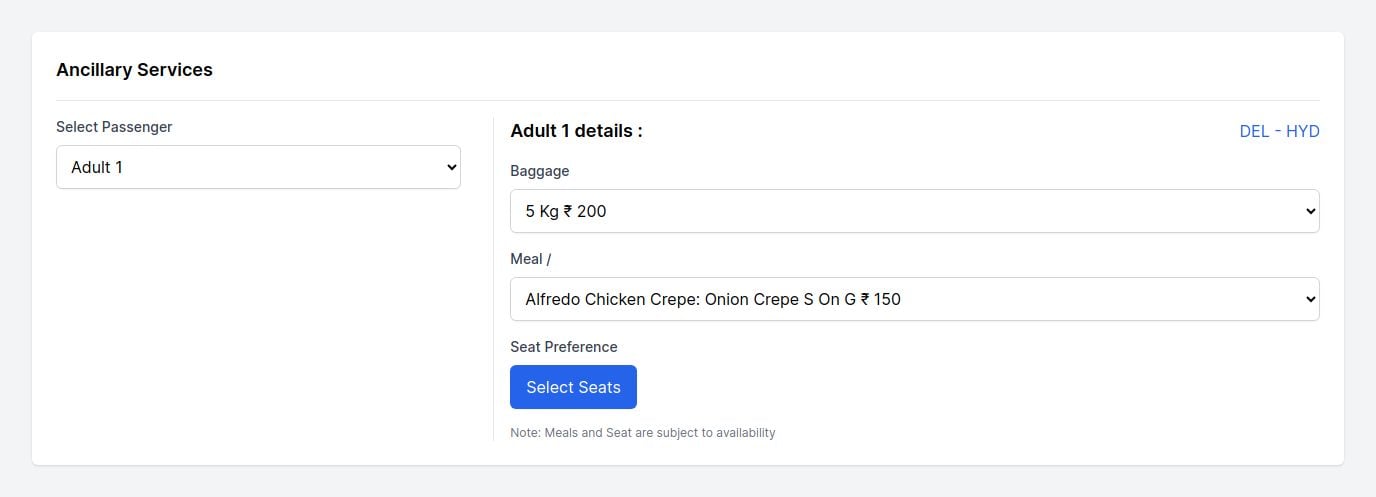 Ancillary Services
Select Passenger
Adult 1
Adult 1 details :
DEL - HYD
Baggage
5 Kg ₹ 200
Meal /
Alfredo Chicken Crepe: Onion Crepe S On G ₹ 150
Seat Preference
Select Seats
Note: Meals and Seat are subject to availability